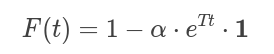 F(t) = 1 − α · e^{Tt} · 𝟏